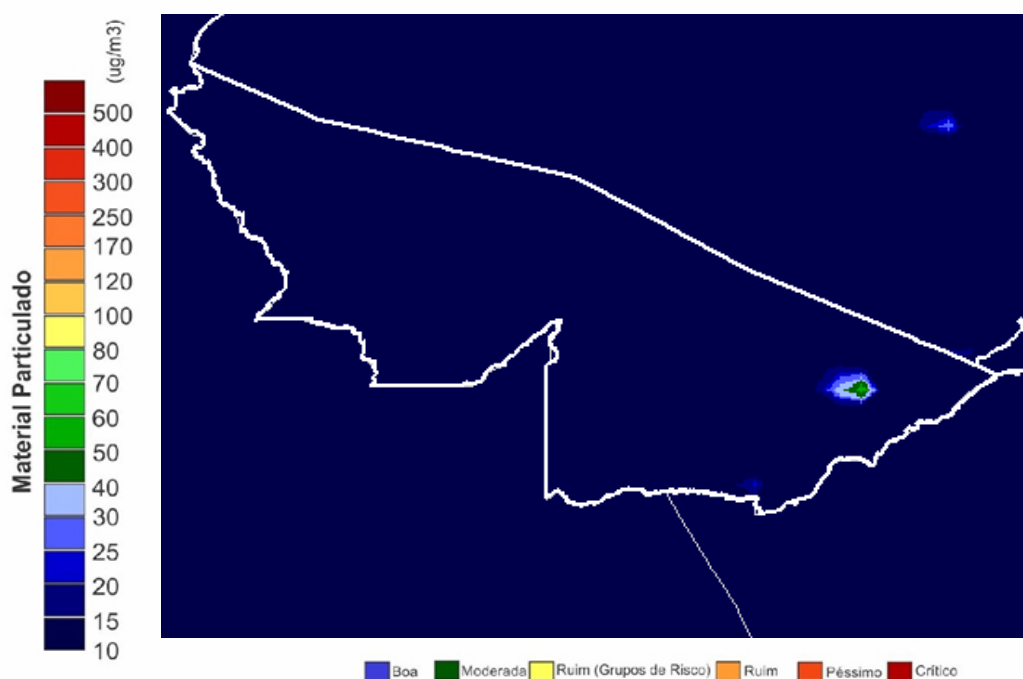 (ug/m3)
Material Particulado
500
400
300
250
170
120
100
80
70
60
50
40
30
25
20
15
10
Boa
Moderada
Ruim (Grupos de Risco)
Ruim
Péssimo
Crítico